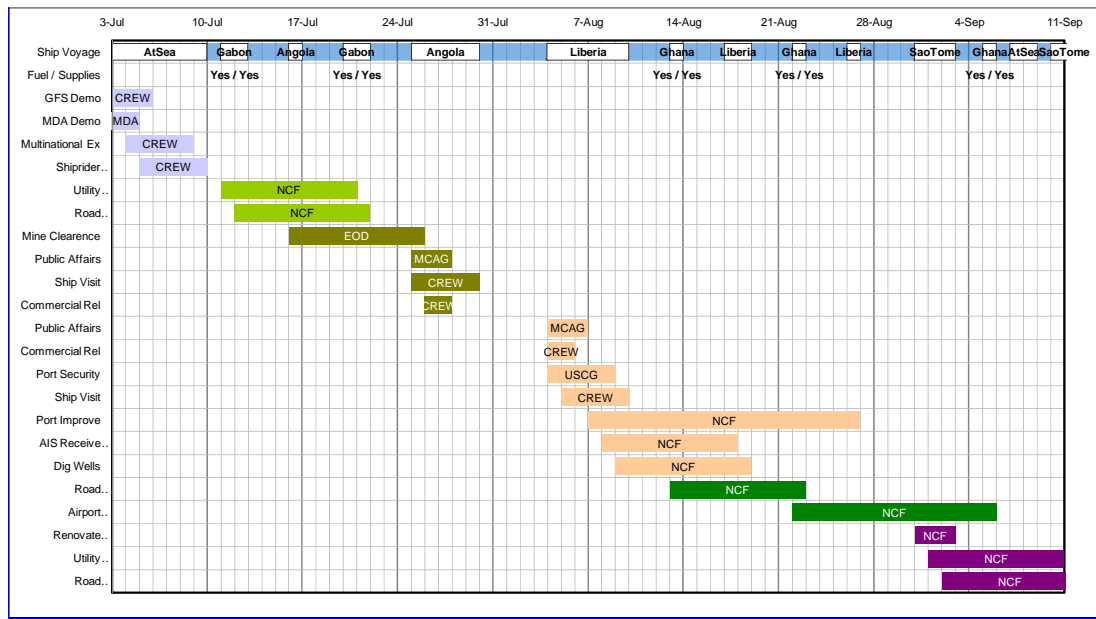 3-Jul 10-Jul 17-Jul 24-Jul 31-Jul 7-Aug 14-Aug 21-Aug 28-Aug 4-Sep 11-Sep
Ship Voyage AtSea Gabon Angola Gabon Angola Liberia Ghana Liberia Ghana Liberia SaoTome Ghana AtSea SaoTome
Fuel / Supplies Yes / Yes Yes / Yes Yes / Yes Yes / Yes Yes / Yes
GFS Demo CREW
MDA Demo MDA
Multinational Ex CREW
Shiprider.. CREW
Utility.. NCF
Road.. NCF
Mine Clearence EOD
Public Affairs MCAG
Ship Visit CREW
Commercial Rel CREW
Public Affairs MCAG
Commercial Rel CREW
Port Security USCG
Ship Visit CREW
Port Improve NCF
AIS Receive.. NCF
Dig Wells NCF
Road.. NCF
Airport.. NCF
Renovate.. NCF
Utility.. NCF
Road.. NCF